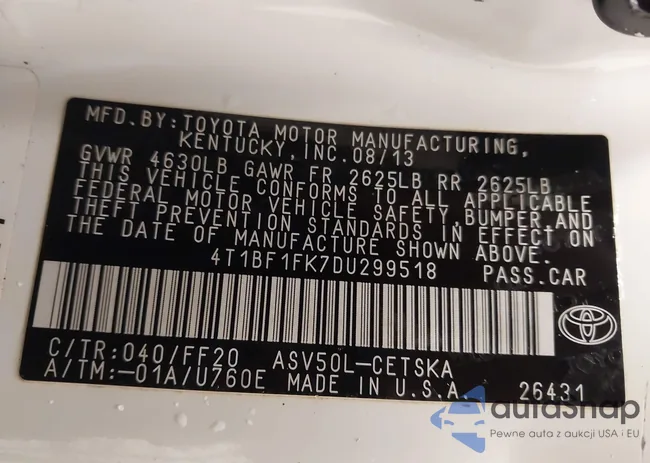 MFD.BY:TOYOTA MOTOR MANUFACTURING,
KENTUCKY, INC.08/13
GVWR 4630LB GAWR FR 2625LB RR 2625LB
THIS VEHICLE CONFORMS TO ALL APPLICABLE
FEDERAL MOTOR VEHICLE SAFETY, BUMPER AND
THEFT PREVENTION STANDARDS IN EFFECT ON
THE DATE OF MANUFACTURE SHOWN ABOVE.
4T1BF1FK7DU299518 PASS.CAR
C/TR:040/FF20 ASV50L-CETSKA
A/TM:-01A/U760E MADE IN U.S.A. 26431
autosnap
Pewne auta z aukcji USA i EU